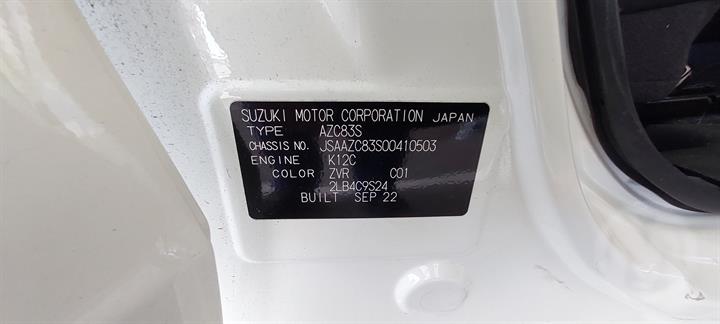 SUZUKI MOTOR CORPORATION JAPAN
TYPE AZC83S
CHASSIS NO. JSAAZC83S00410503
ENGINE K12C
COLOR ZVR C01
2LB4C9S24
BUILT SEP 22